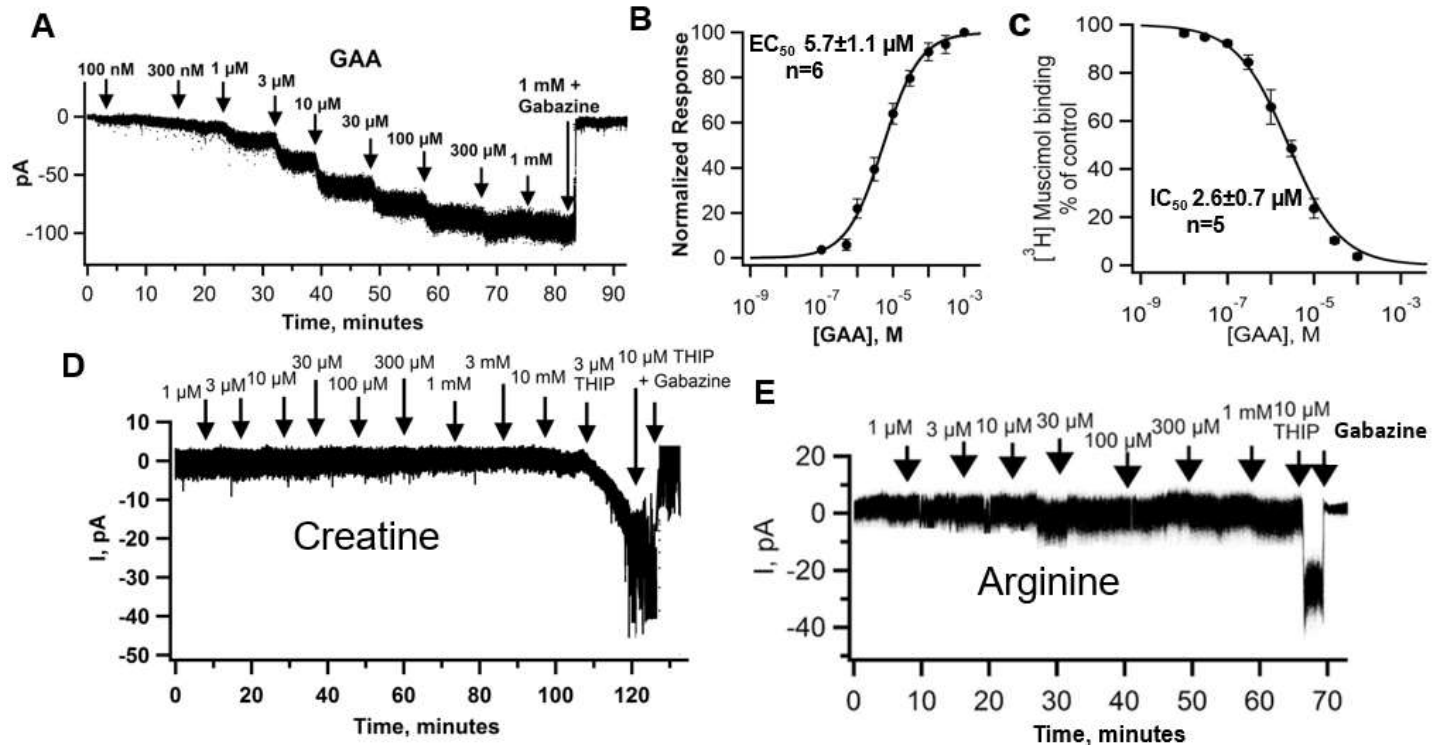 A
GAA
100 nM
300 nM
1 µM
3 µM
10 µM
30 µM
100 µM
300 µM
1 mM
1 mM +
Gabazine
0
-50
-100
pA
0 10 20 30 40 50 60 70 80 90
Time, minutes
B
EC50 5.7±1.1 µM
n=6
100
80
60
40
20
0
Normalized Response
10-9 10-7 10-5 10-3
[GAA], M
C
IC50 2.6±0.7 µM
n=5
100
80
60
40
20
0
[3H] Muscimol binding
% of control
10-9 10-7 10-5 10-3
[GAA], M
D
1 µM
3 µM
10 µM
30 µM
100 µM
300 µM
1 mM
3 mM
10 mM
3 µM
THIP
10 µM THIP
+ Gabazine
10
0
-10
-20
-30
-40
-50
I, pA
Creatine
0 20 40 60 80 100 120
Time, minutes
E
1 µM
3 µM
10 µM
30 µM
100 µM
300 µM
1 mM
10 µM
THIP
Gabazine
20
0
-20
-40
I, pA
Arginine
0 10 20 30 40 50 60 70
Time, minutes